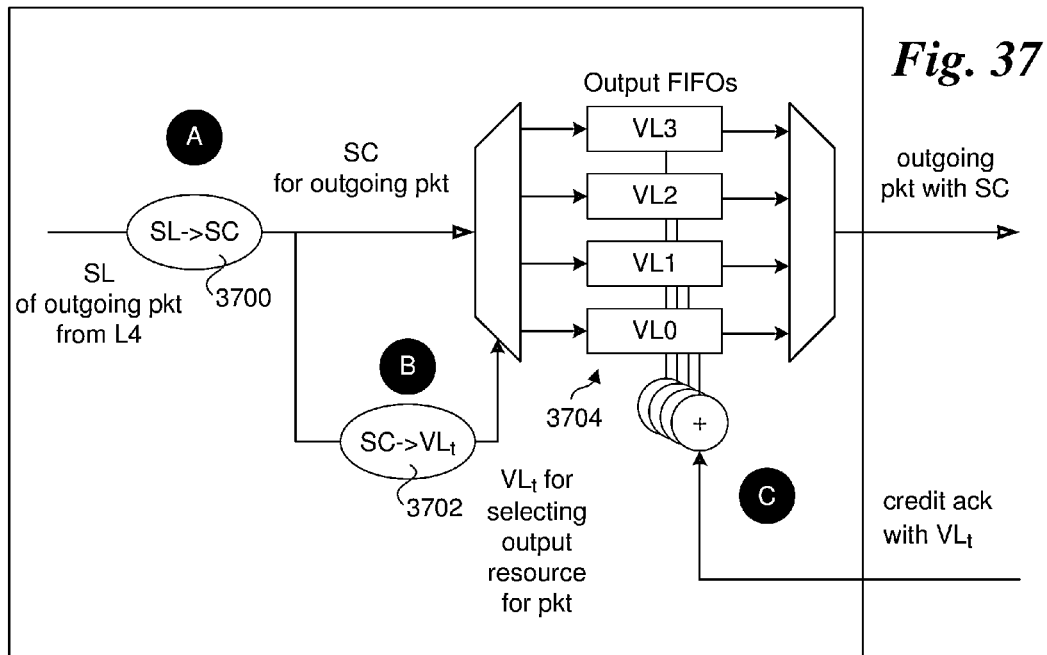 Fig. 37
Output FIFOs
A
SC
for outgoing pkt
VL3
VL2
VL1
VL0
outgoing
pkt with SC
SL->SC
3700
SL
of outgoing pkt
from L4
B
SC->VLt
3702
3704
+
VLt for
selecting
output
resource
for pkt
C
credit ack
with VLt